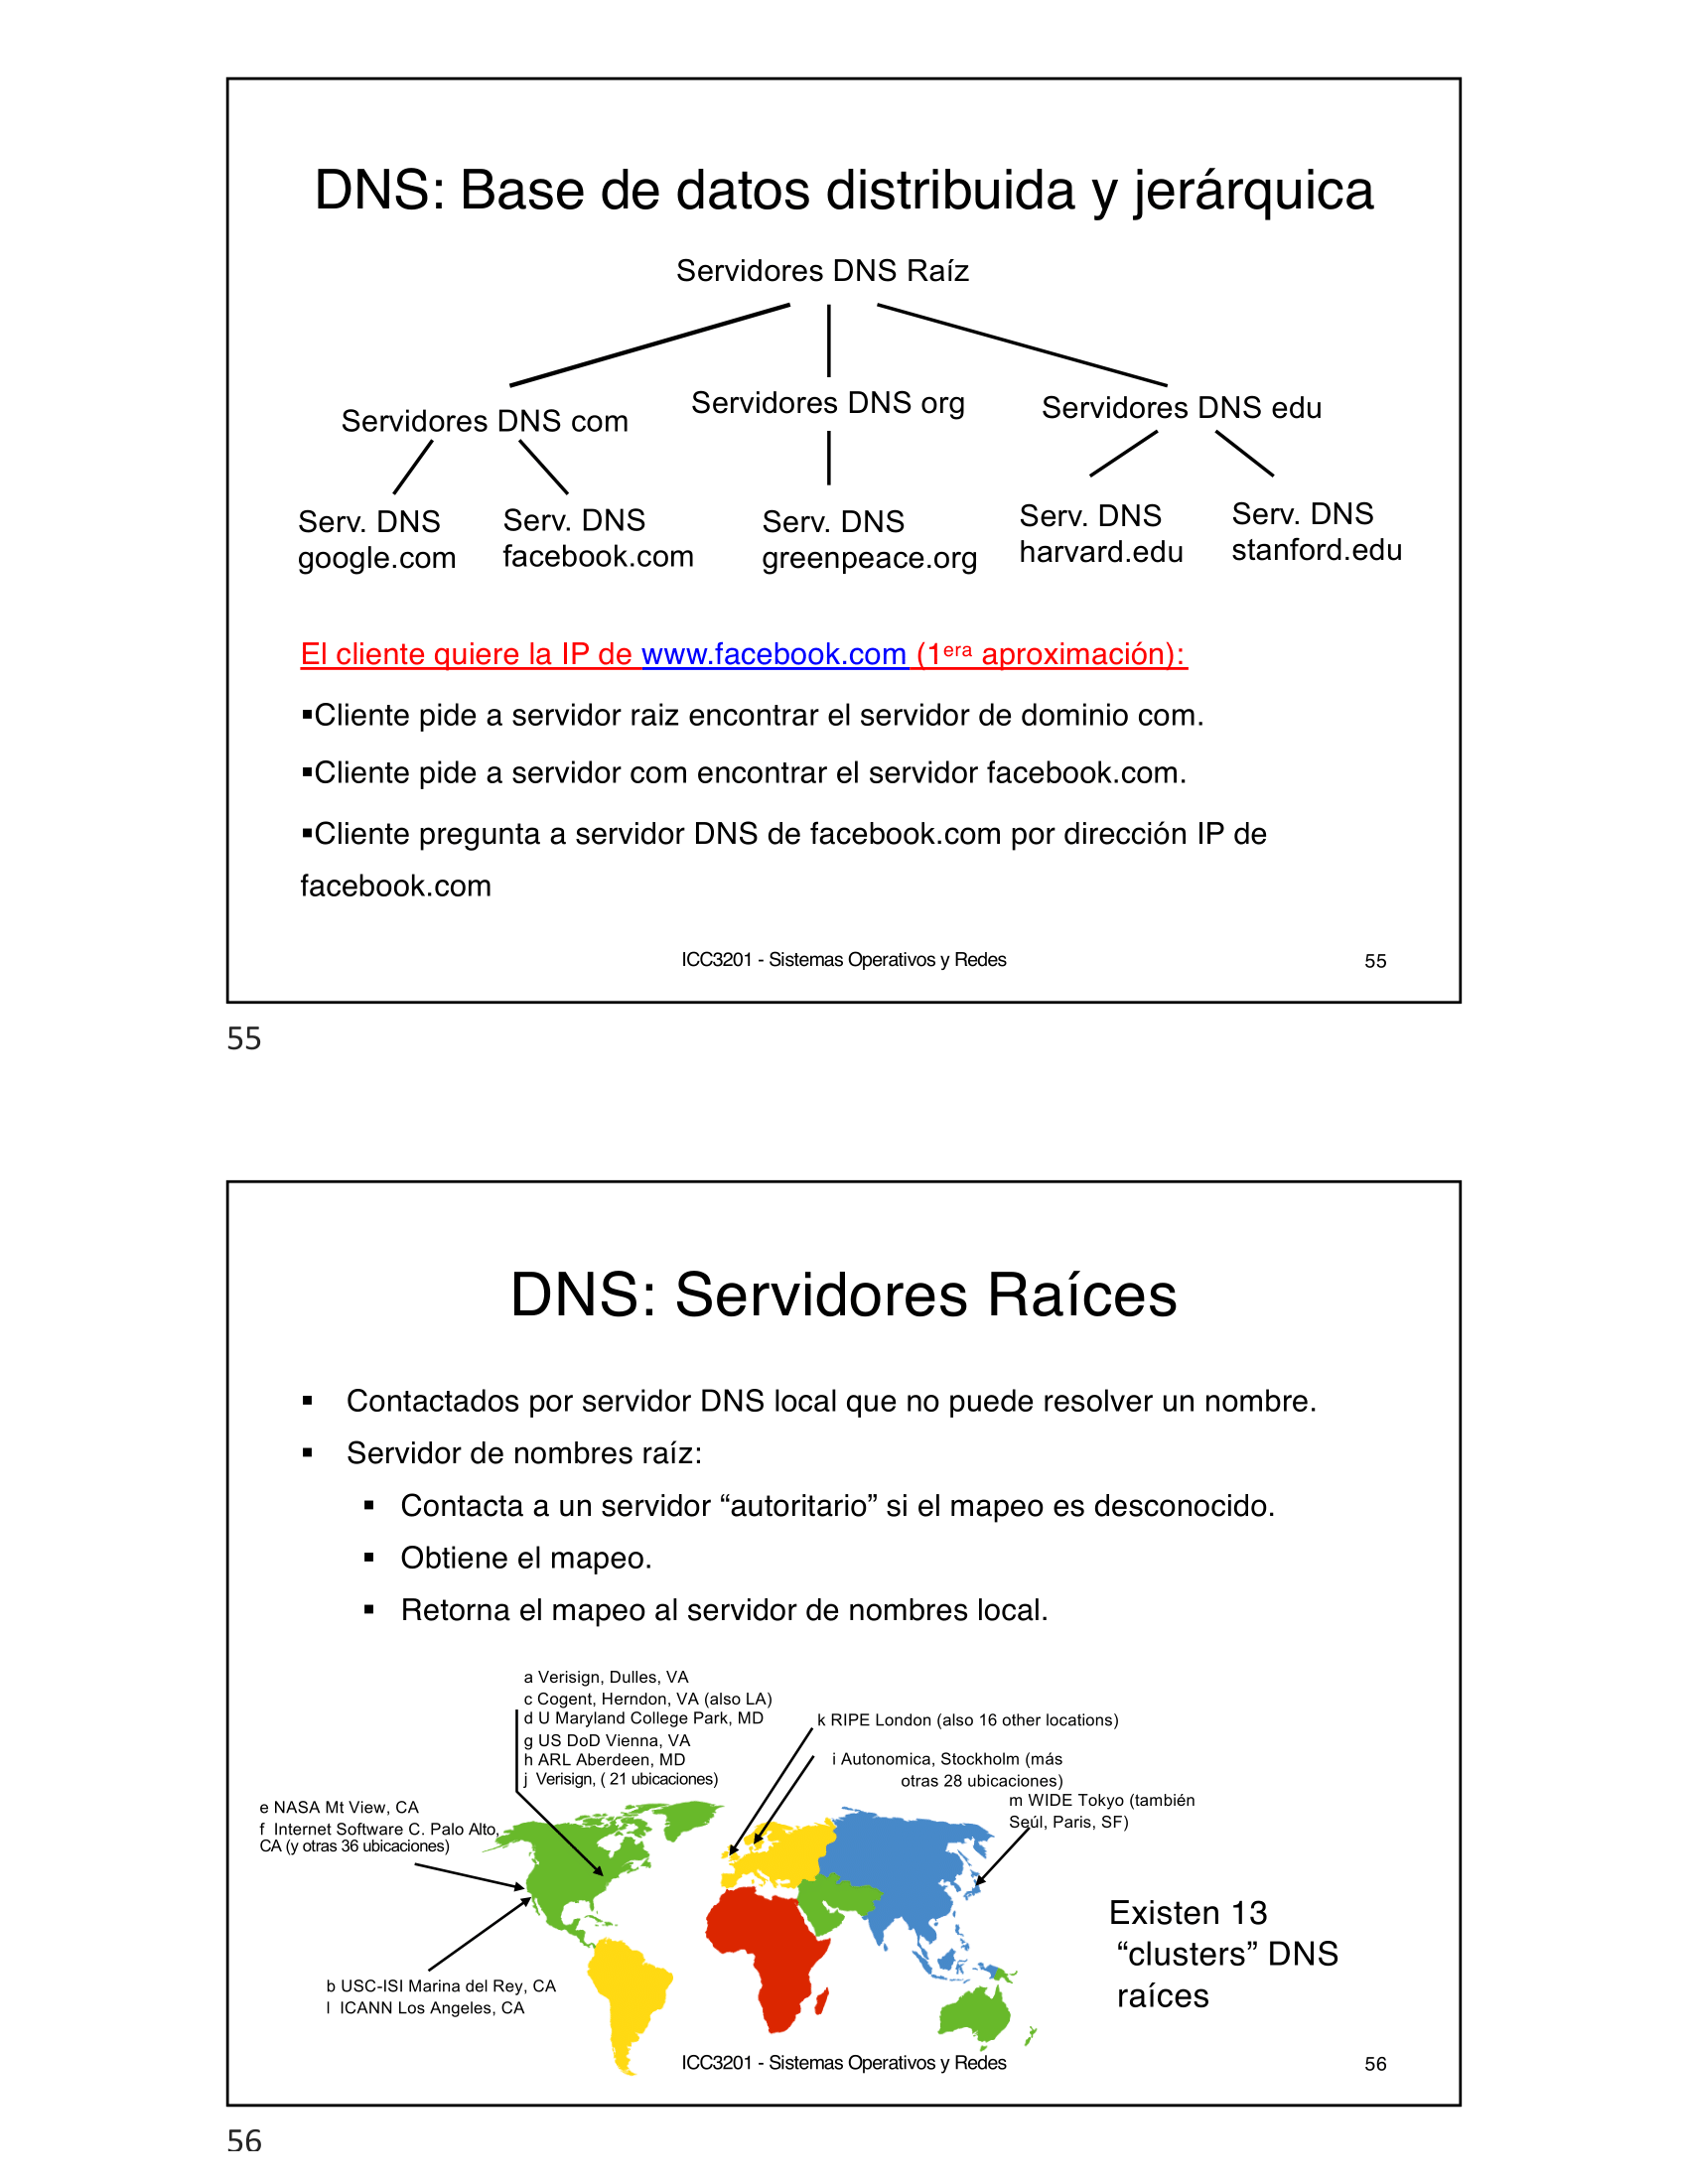 DNS: Base de datos distribuida y jerárquica
Servidores DNS Raíz
Servidores DNS com
Servidores DNS org
Servidores DNS edu
Serv. DNS
google.com
Serv. DNS
facebook.com
Serv. DNS
greenpeace.org
Serv. DNS
harvard.edu
Serv. DNS
stanford.edu
El cliente quiere la IP de www.facebook.com (1era aproximación):
▪Cliente pide a servidor raiz encontrar el servidor de dominio com.
▪Cliente pide a servidor com encontrar el servidor facebook.com.
▪Cliente pregunta a servidor DNS de facebook.com por dirección IP de
facebook.com
ICC3201 - Sistemas Operativos y Redes
55
55
DNS: Servidores Raíces
▪ Contactados por servidor DNS local que no puede resolver un nombre.
▪ Servidor de nombres raíz:
▪ Contacta a un servidor “autoritario” si el mapeo es desconocido.
▪ Obtiene el mapeo.
▪ Retorna el mapeo al servidor de nombres local.
a Verisign, Dulles, VA
c Cogent, Herndon, VA (also LA)
d U Maryland College Park, MD
g US DoD Vienna, VA
h ARL Aberdeen, MD
j Verisign, ( 21 ubicaciones)
k RIPE London (also 16 other locations)
i Autonomica, Stockholm (más
otras 28 ubicaciones)
m WIDE Tokyo (también
Seúl, Paris, SF)
e NASA Mt View, CA
f Internet Software C. Palo Alto,
CA (y otras 36 ubicaciones)
b USC-ISI Marina del Rey, CA
l ICANN Los Angeles, CA
Existen 13
“clusters” DNS
raíces
ICC3201 - Sistemas Operativos y Redes
56
56